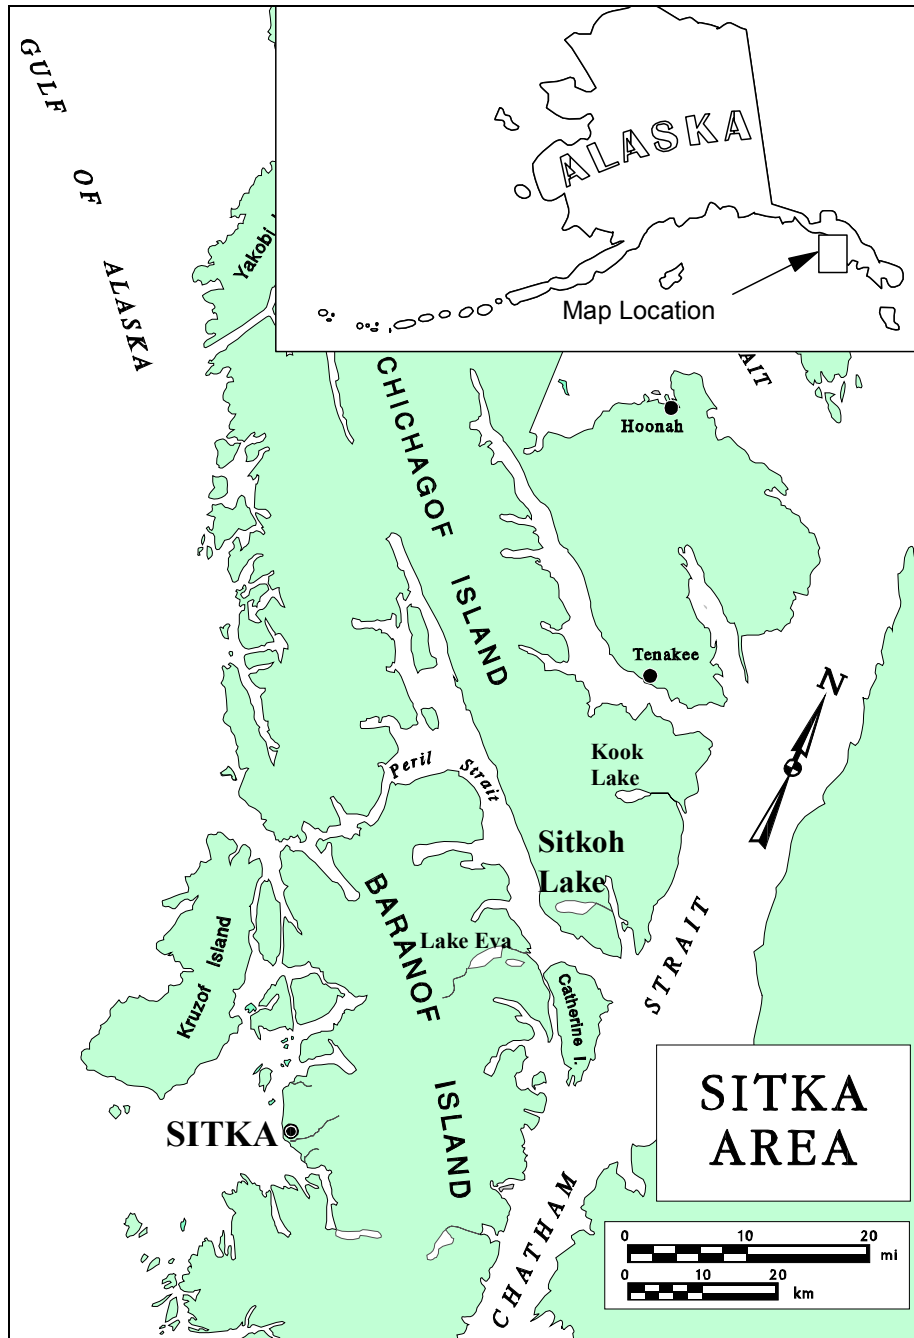 GULF
OF
ALASKA
ALASKA
Map Location
Yakobi
CHICHAGOF
ISLAND
AIT
Hoonah
Tenakee
N
Kook
Lake
Peril
Strait
Sitkoh
Lake
BARANOF
ISLAND
Lake Eva
Kruzof Island
Catherine I.
STRAIT
CHATHAM
SITKA
SITKA
AREA
0 10 20
mi
0 10 20
km